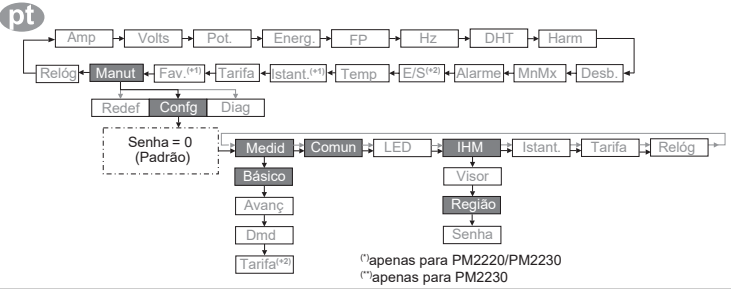 pt
Amp Volts Pot. Energ. FP Hz DHT Harm
Relóg Manut Fav.(+1) Tarifa Istant.(+1) Temp E/S(+2) Alarme MnMx Desb.
Redef Confg Diag
Senha = 0
(Padrão)
Medid Comun LED IHM Istant. Tarifa Relóg
Básico Visor
Avanç Região
Dmd Senha
Tarifa(+2)
(*)apenas para PM2220/PM2230
(**)apenas para PM2230